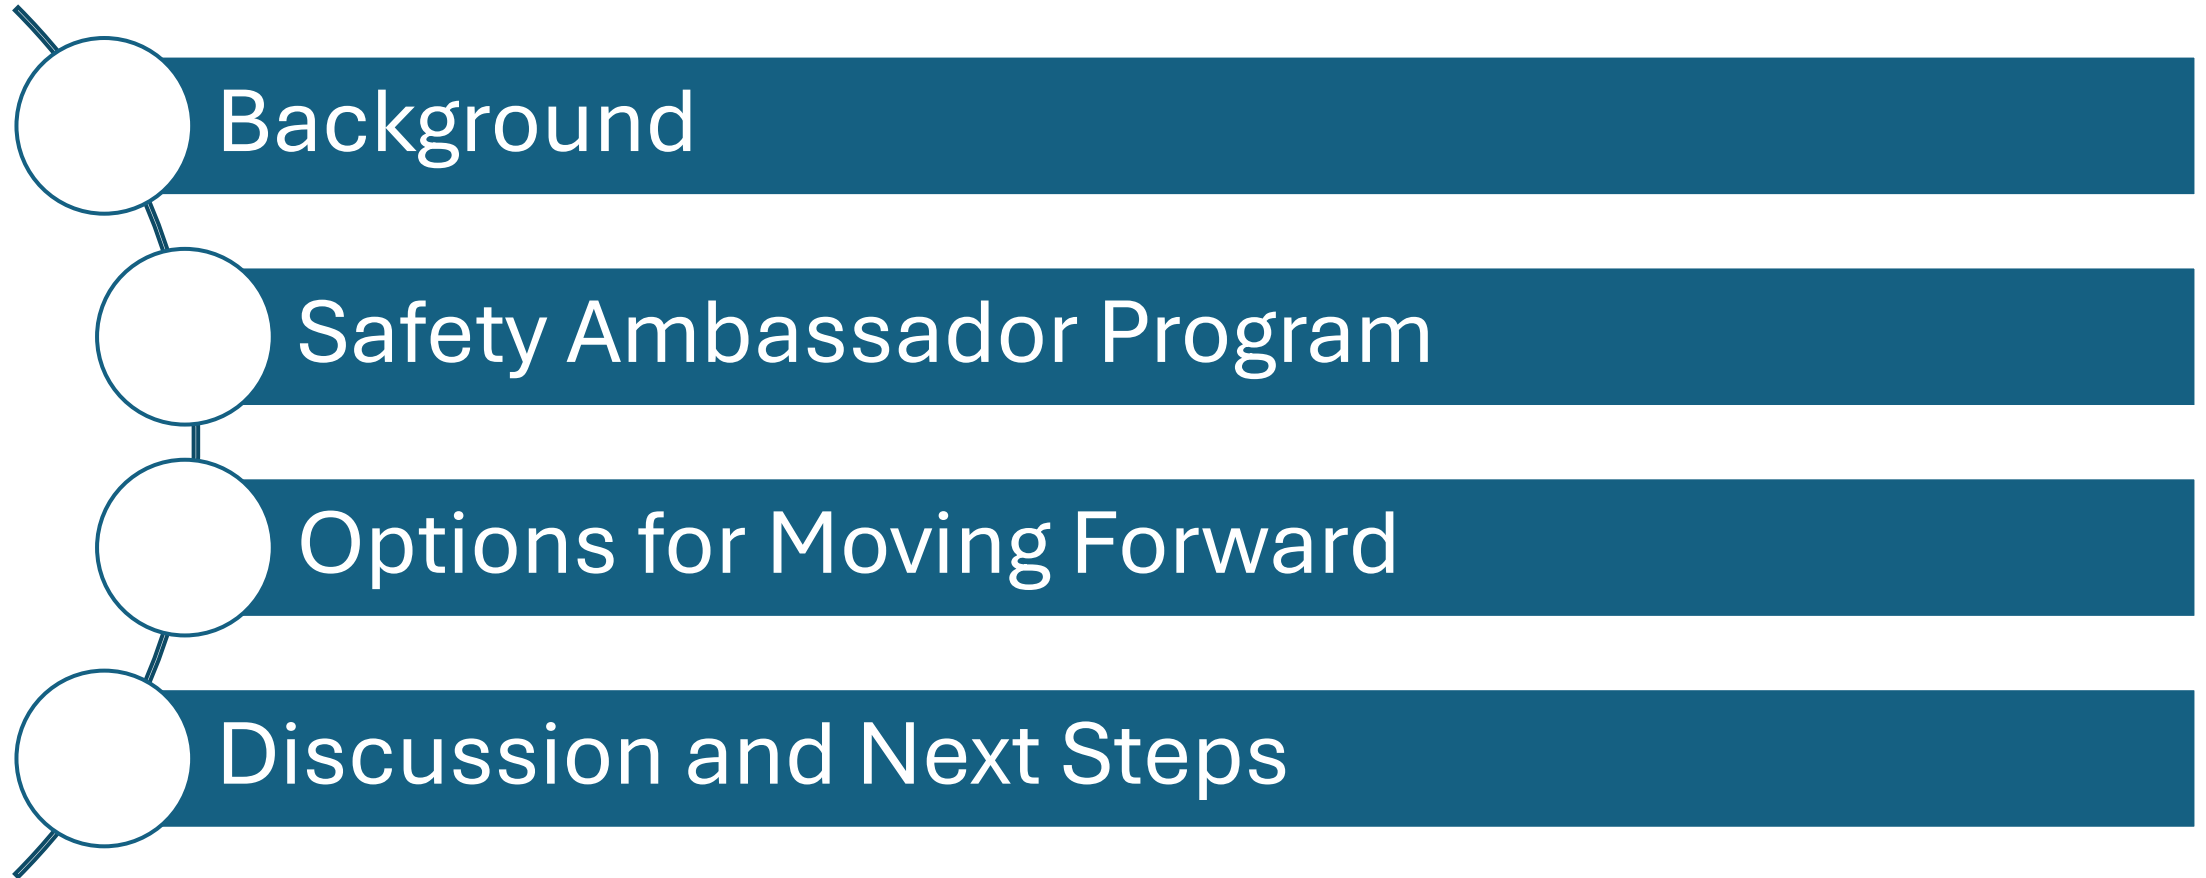 Background
Safety Ambassador Program
Options for Moving Forward
Discussion and Next Steps